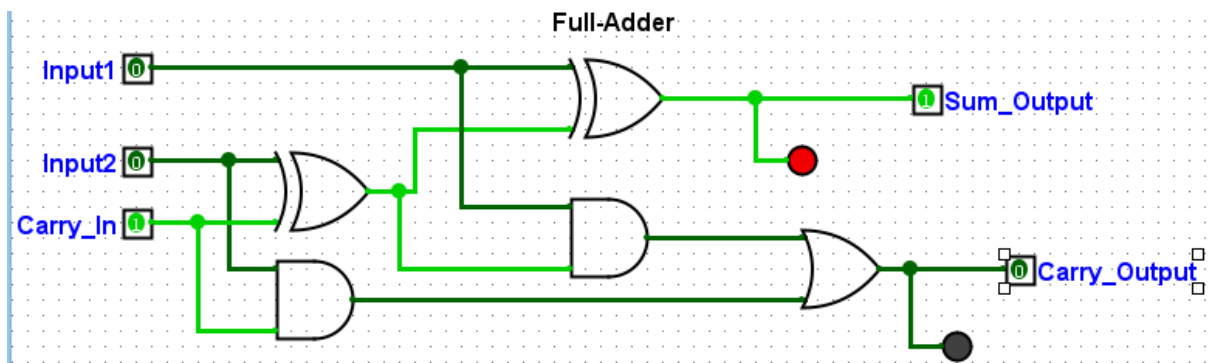 Full-Adder
Input1 0
1 Sum_Output
Input2 0
Carry_In 1
0 Carry_Output